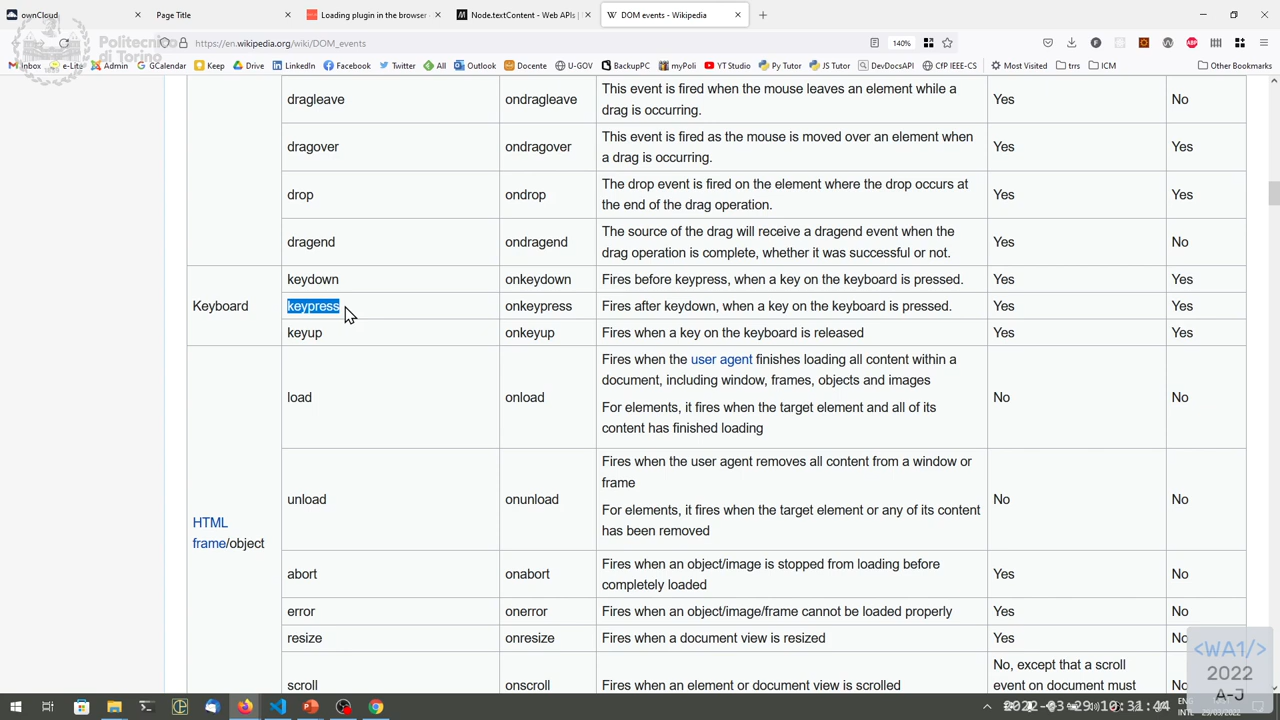 ownCloud
Page Title
Loading plugin in the browser
Node.textContent - Web APIs |
DOM events - Wikipedia
Politecnico
di Torino
https://en.wikipedia.org/wiki/DOM_events
140%
Inbox
e-Lite
Admin
GCalendar
Keep
Drive
LinkedIn
Facebook
Twitter
All
Outlook
Docente
U-GOV
BackupPC
myPoli
YT Studio
Py Tutor
JS Tutor
DevDocsAPI
CfP IEEE-CS
Most Visited
trrs
ICM
Other Bookmarks
dragleave ondragleave This event is fired when the mouse leaves an element while a Yes No
drag is occurring.
dragover ondragover This event is fired as the mouse is moved over an element when Yes Yes
a drag is occurring.
drop ondrop The drop event is fired on the element where the drop occurs at Yes Yes
the end of the drag operation.
dragend ondragend The source of the drag will receive a dragend event when the Yes No
drag operation is complete, whether it was successful or not.
Keyboard
keydown onkeydown Fires before keypress, when a key on the keyboard is pressed. Yes Yes
keypress onkeypress Fires after keydown, when a key on the keyboard is pressed. Yes Yes
keyup onkeyup Fires when a key on the keyboard is released Yes Yes
HTML
frame/object
load onload Fires when the user agent finishes loading all content within a No No
document, including window, frames, objects and images
For elements, it fires when the target element and all of its
content has finished loading
unload onunload Fires when the user agent removes all content from a window or No No
frame
For elements, it fires when the target element or any of its content
has been removed
abort onabort Fires when an object/image is stopped from loading before Yes No
completely loaded
error onerror Fires when an object/image/frame cannot be loaded properly Yes No
resize onresize Fires when a document view is resized Yes No
scroll onscroll Fires when an element or document view is scrolled No, except that a scroll
event on document must
<WA1/>
2022
A-J
ENG
INTL